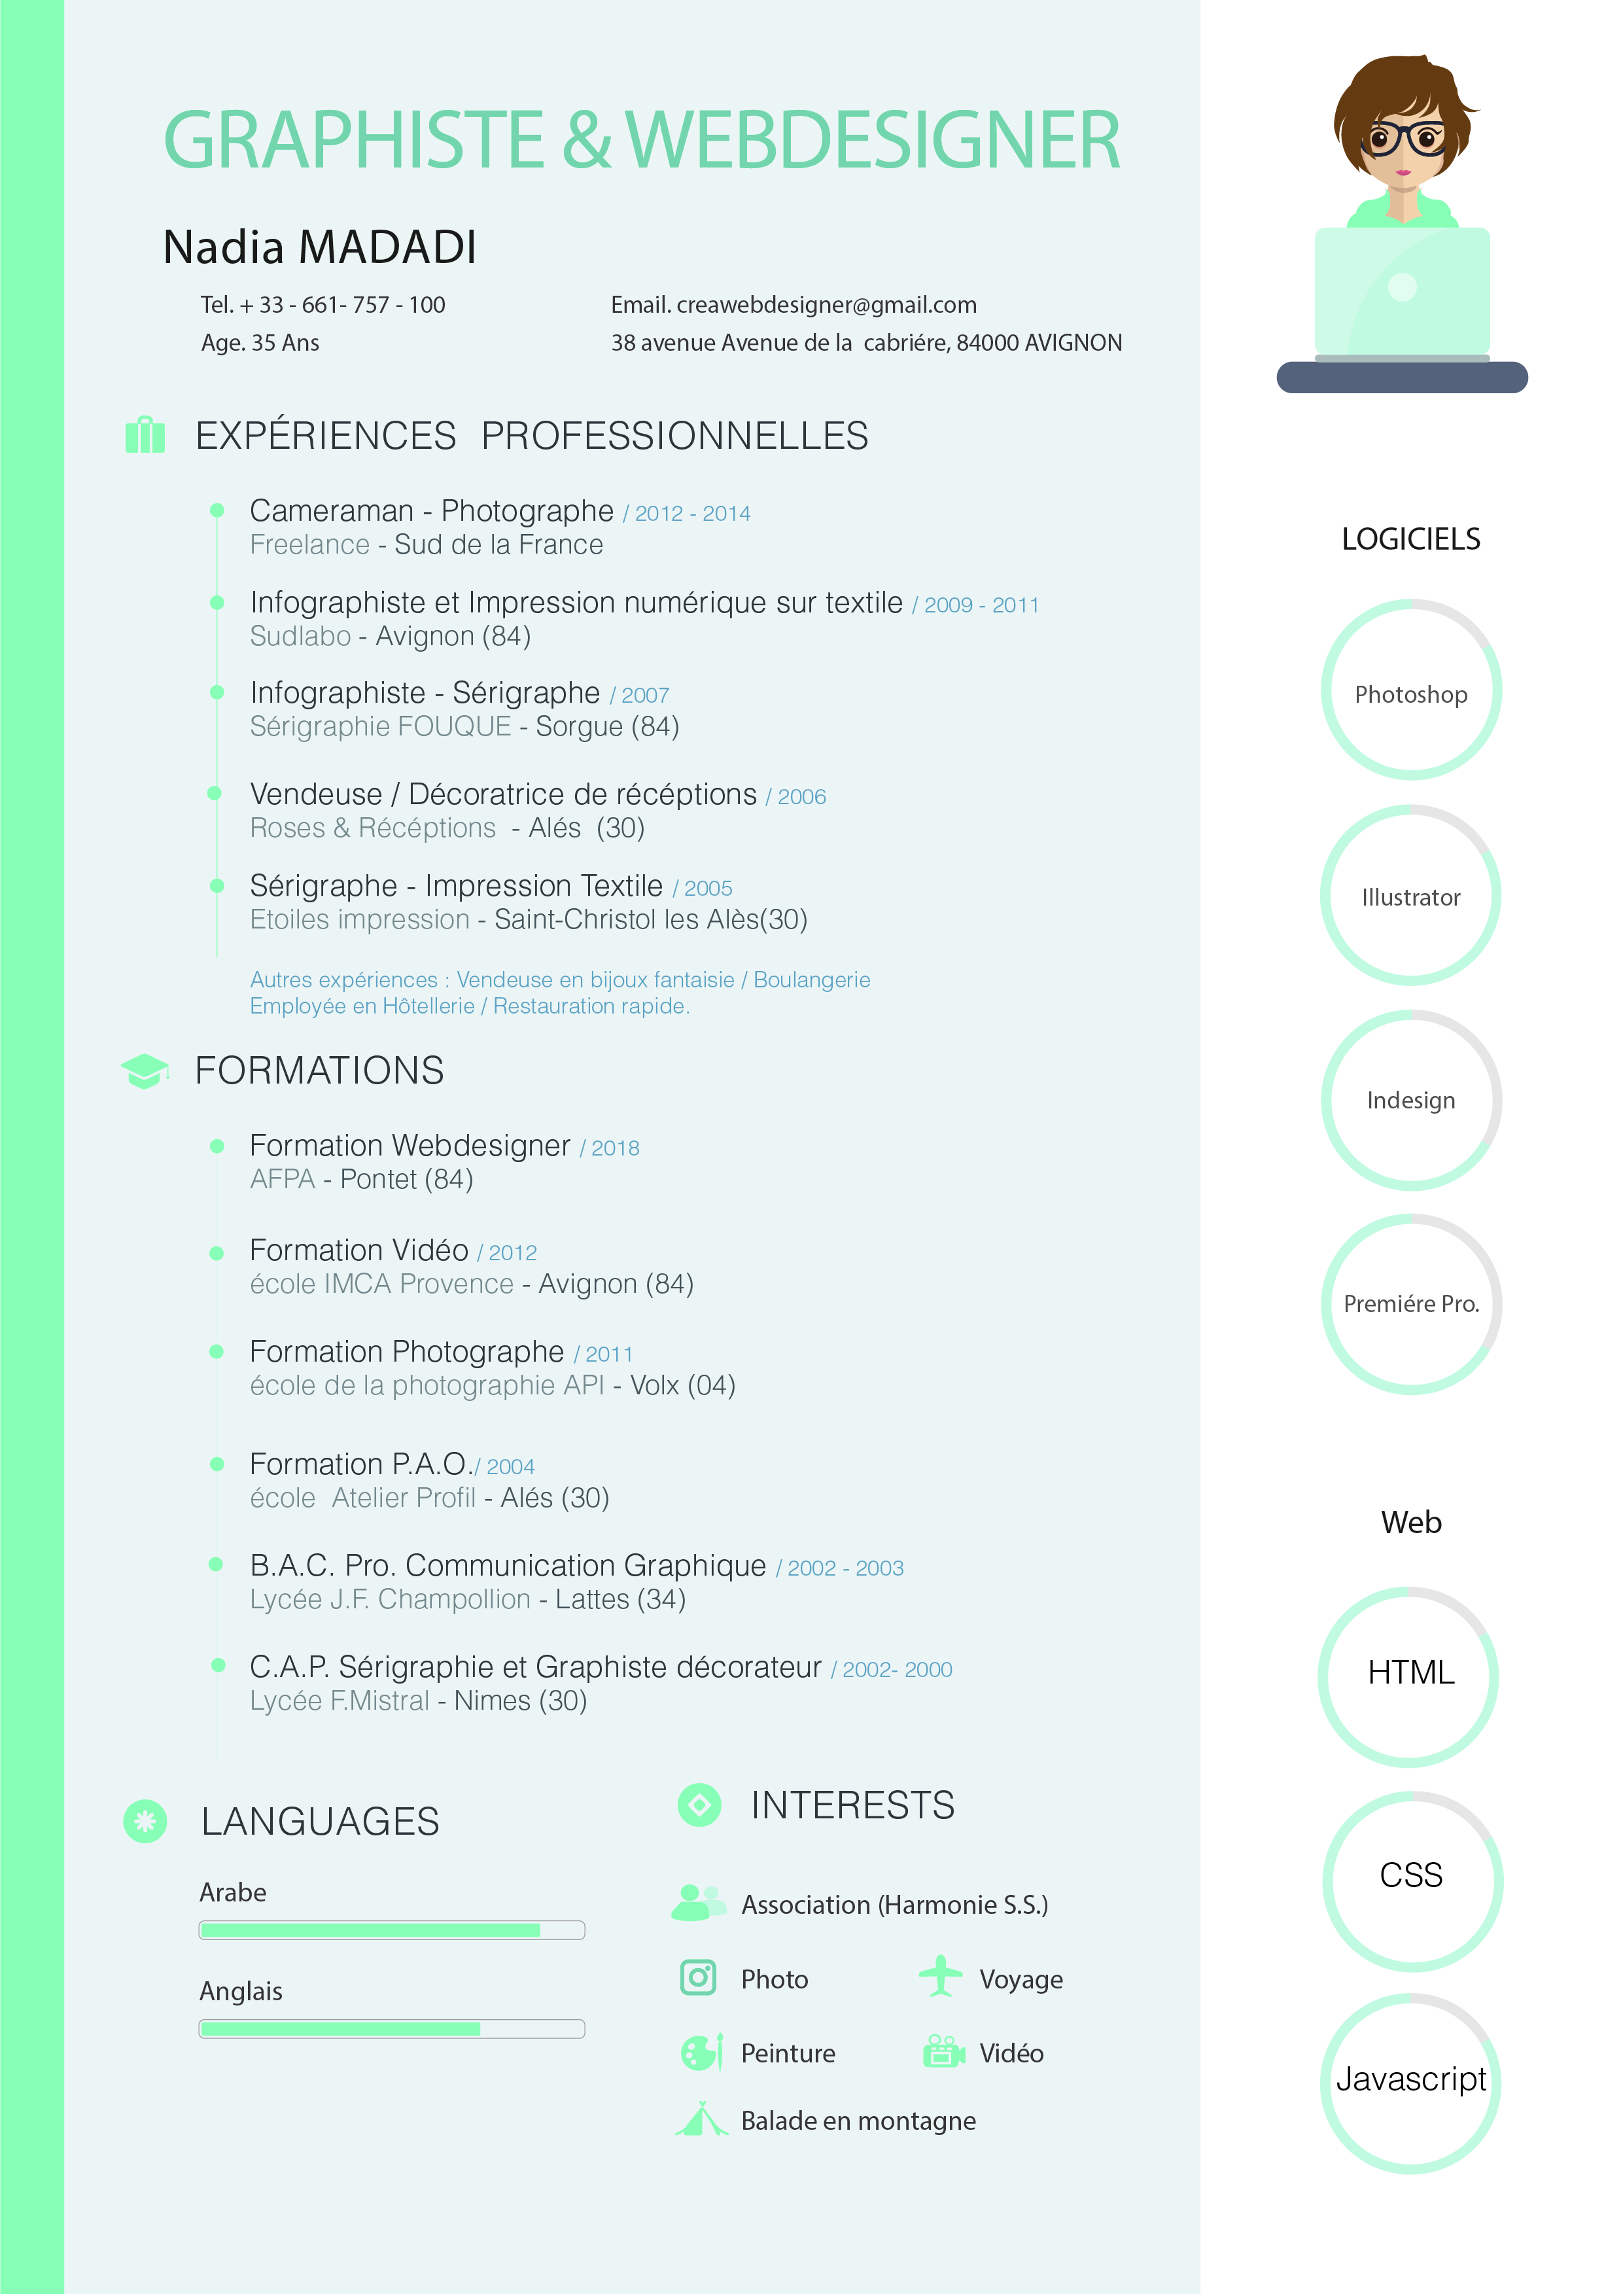 GRAPHISTE & WEBDESIGNER
Nadia MADADI
Tel. + 33 - 661- 757 - 100
Email. creawebdesigner@gmail.com
Age. 35 Ans
38 avenue Avenue de la cabriére, 84000 AVIGNON
EXPÉRIENCES PROFESSIONNELLES
Cameraman - Photographe / 2012 - 2014
Freelance - Sud de la France
Infographiste et Impression numérique sur textile / 2009 - 2011
Sudlabo - Avignon (84)
Infographiste - Sérigraphe / 2007
Sérigraphie FOUQUE - Sorgue (84)
Vendeuse / Décoratrice de récéptions / 2006
Roses & Récéptions - Alés (30)
Sérigraphe - Impression Textile / 2005
Etoiles impression - Saint-Christol les Alès(30)
Autres expériences : Vendeuse en bijoux fantaisie / Boulangerie
Employée en Hôtellerie / Restauration rapide.
FORMATIONS
Formation Webdesigner / 2018
AFPA - Pontet (84)
Formation Vidéo / 2012
école IMCA Provence - Avignon (84)
Formation Photographe / 2011
école de la photographie API - Volx (04)
Formation P.A.O./ 2004
école Atelier Profil - Alés (30)
B.A.C. Pro. Communication Graphique / 2002 - 2003
Lycée J.F. Champollion - Lattes (34)
C.A.P. Sérigraphie et Graphiste décorateur / 2002- 2000
Lycée F.Mistral - Nimes (30)
LANGUAGES
Arabe
Anglais
INTERESTS
Association (Harmonie S.S.)
Photo
Voyage
Peinture
Vidéo
Balade en montagne
LOGICIELS
Photoshop
Illustrator
Indesign
Premiére Pro.
Web
HTML
CSS
Javascript